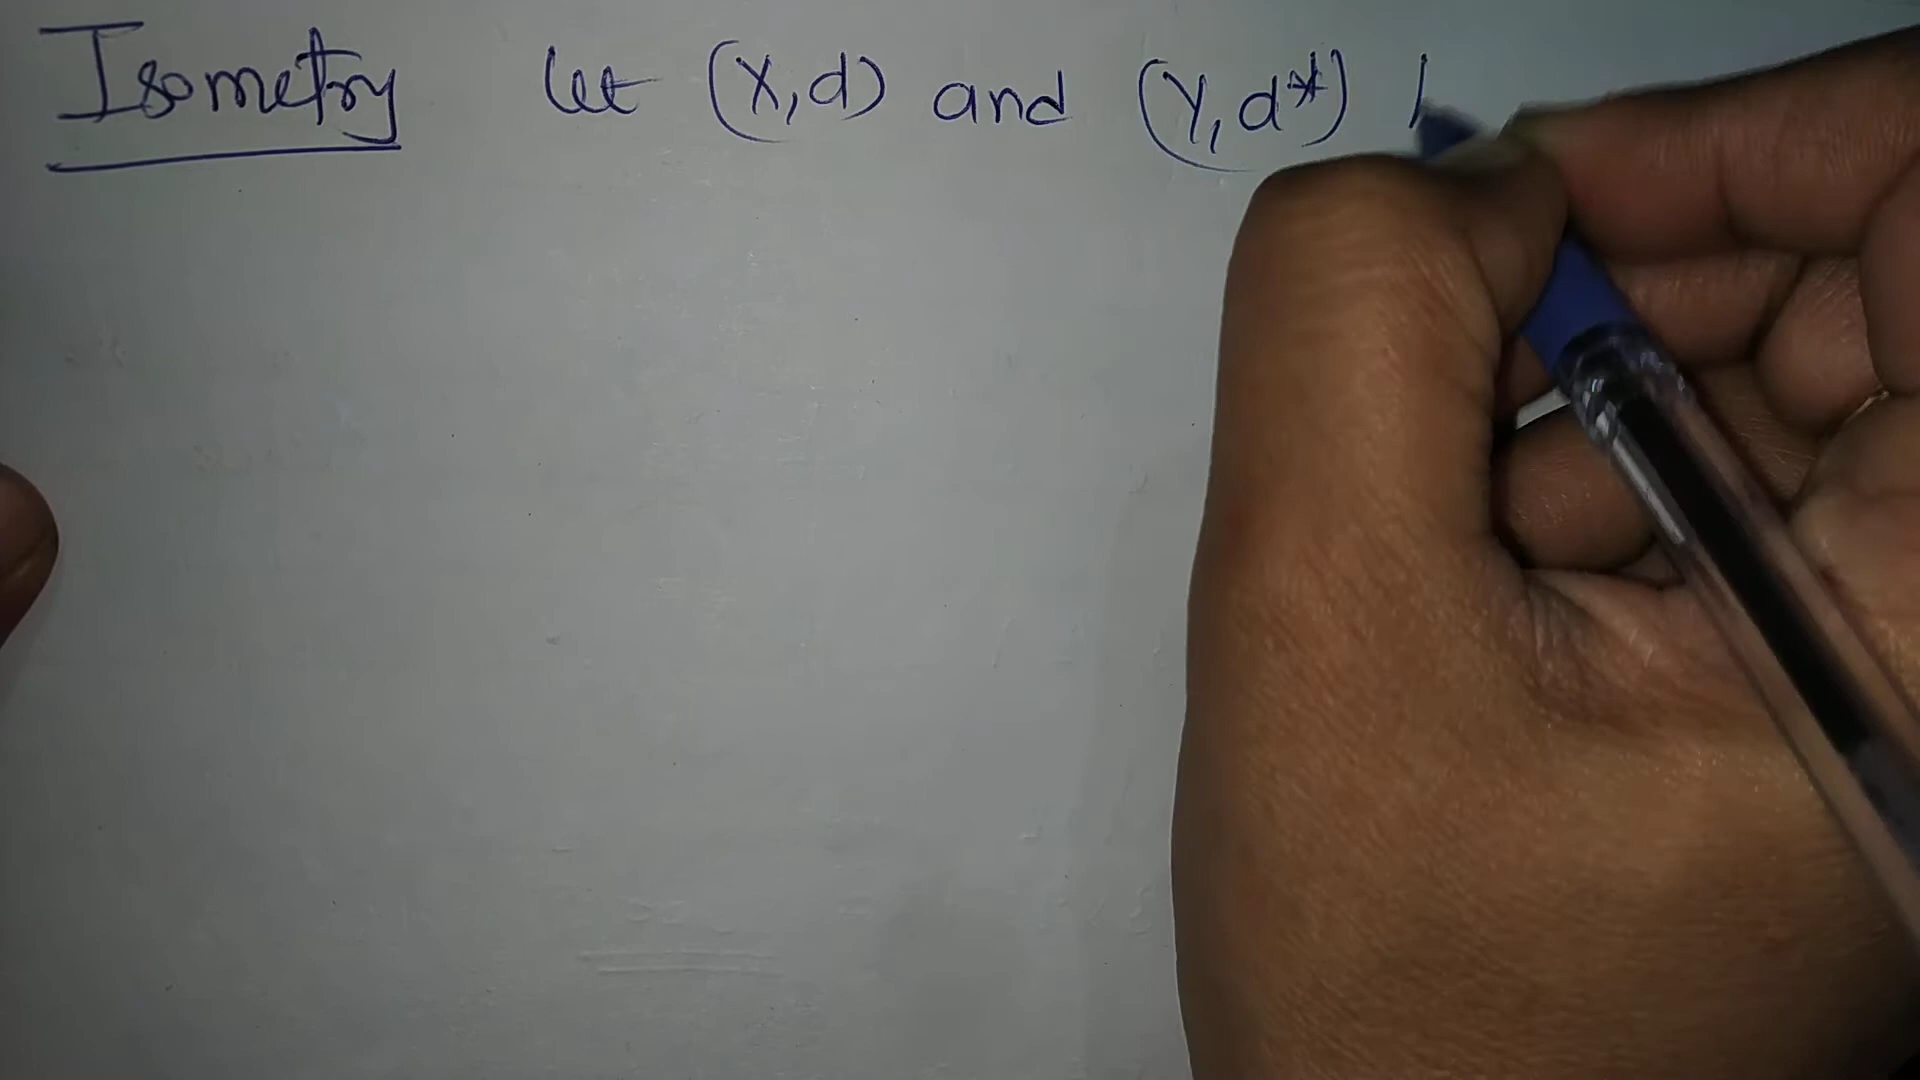 Isometry let (X, d) and (Y, d*)